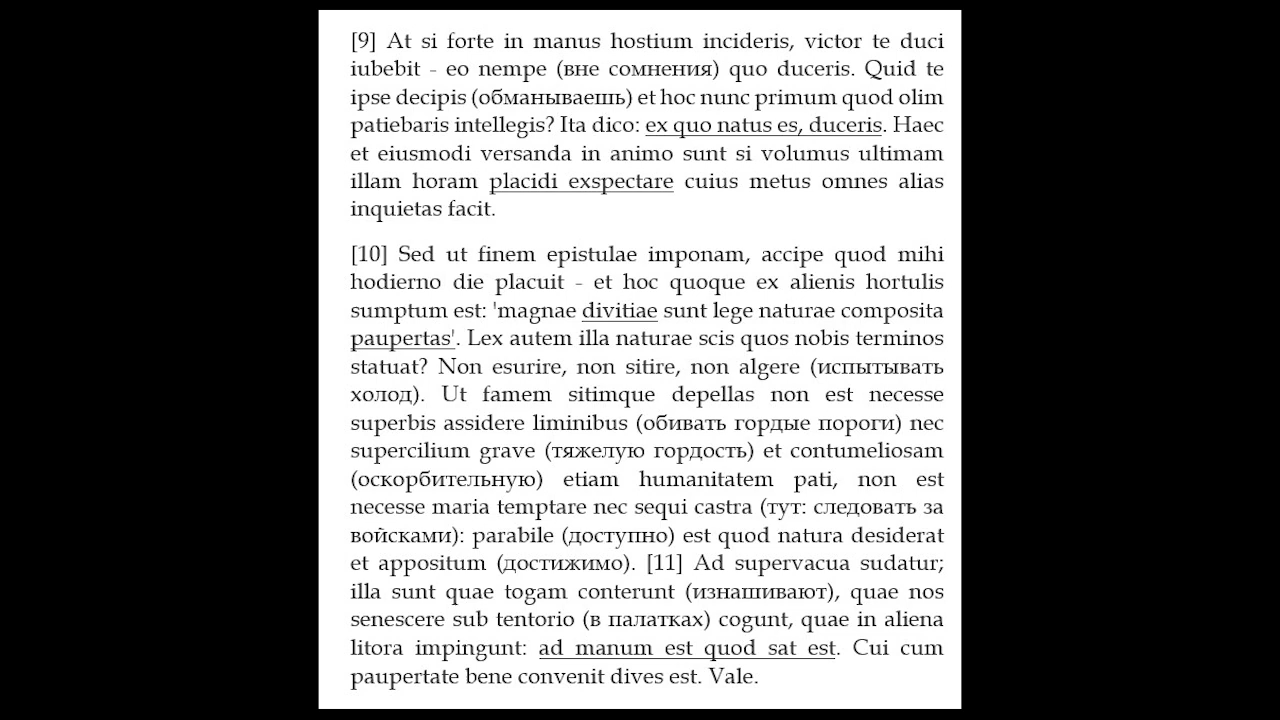 [9] At si forte in manus hostium incideris, victor te duci
iubebit - eo nempe (вне сомнения) quo duceris. Quid te
ipse decipis (обманываешь) et hoc nunc primum quod olim
patiebaris intellegis? Ita dico: ex quo natus es, duceris. Haec
et eiusmodi versanda in animo sunt si volumus ultimam
illam horam placidi exspectare cuius metus omnes alias
inquietas facit.
[10] Sed ut finem epistulae imponam, accipe quod mihi
hodierno die placuit - et hoc quoque ex alienis hortulis
sumptum est: 'magnae divitiae sunt lege naturae composita
paupertas'. Lex autem illa naturae scis quos nobis terminos
statuat? Non esurire, non sitire, non algere (испытывать
холод). Ut famem sitimque depellas non est necesse
superbis assidere liminibus (обивать гордые пороги) nec
supercilium grave (тяжелую гордость) et contumeliosam
(оскорбительную) etiam humanitatem pati, non est
necesse maria temptare nec sequi castra (тут: следовать за
войсками): parabile (доступно) est quod natura desiderat
et appositum (достижимо). [11] Ad supervacua sudatur;
illa sunt quae togam conterunt (изнашивают), quae nos
senescere sub tentorio (в палатках) cogunt, quae in aliena
litora impingunt: ad manum est quod sat est. Cui cum
paupertate bene convenit dives est. Vale.